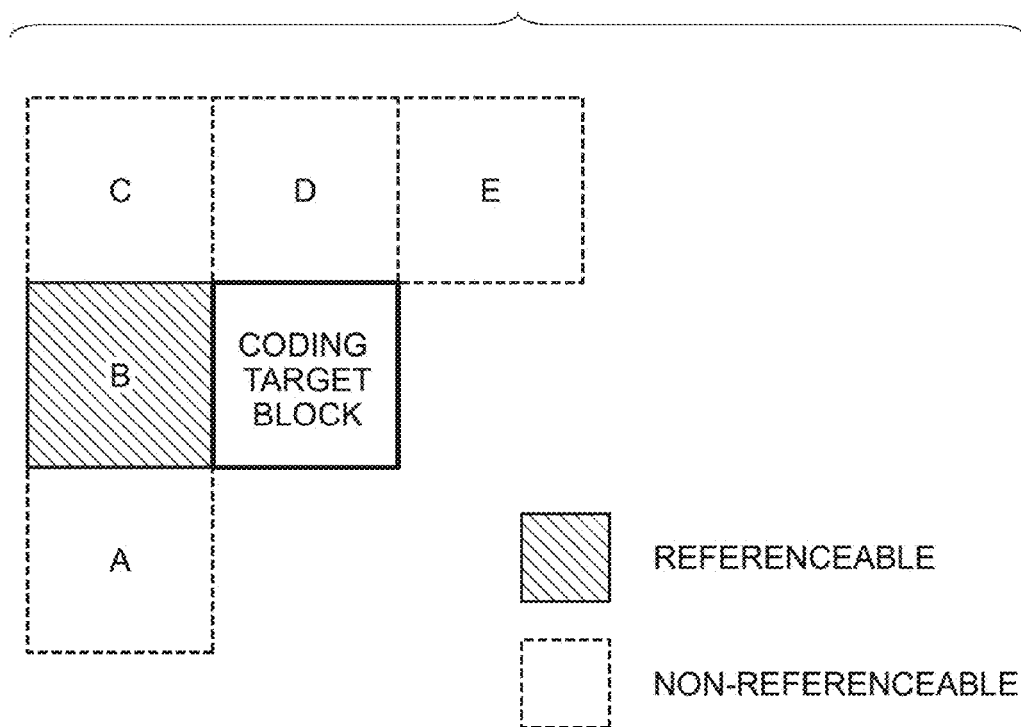 C
D
E
B
CODING
TARGET
BLOCK
A
REFERENCEABLE
NON-REFERENCEABLE